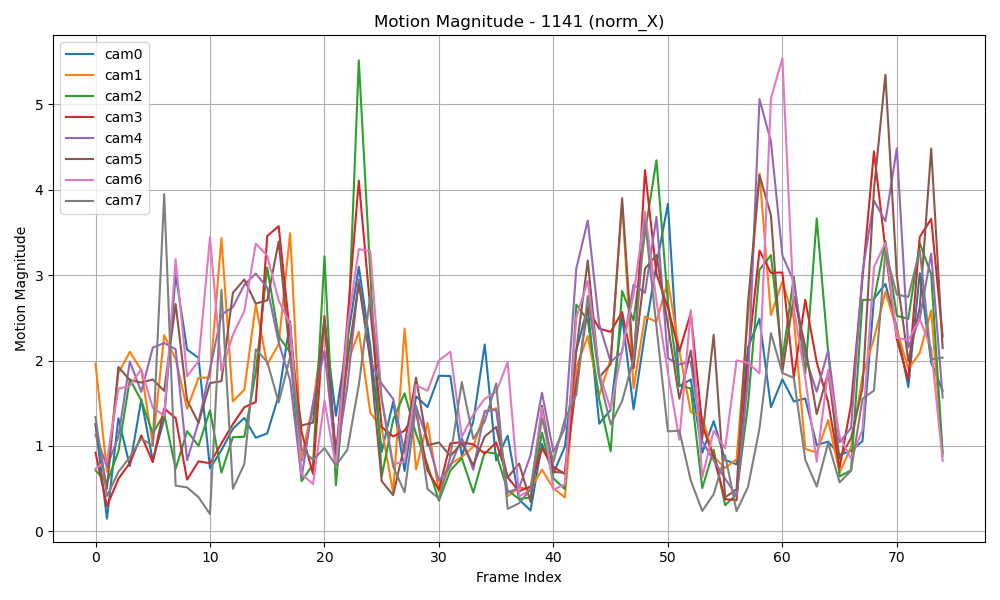 Motion Magnitude - 1141 (norm_X)
cam0
cam1
cam2
cam3
cam4
cam5
cam6
cam7
Motion Magnitude
5
4
3
2
1
0
0 10 20 30 40 50 60 70
Frame Index